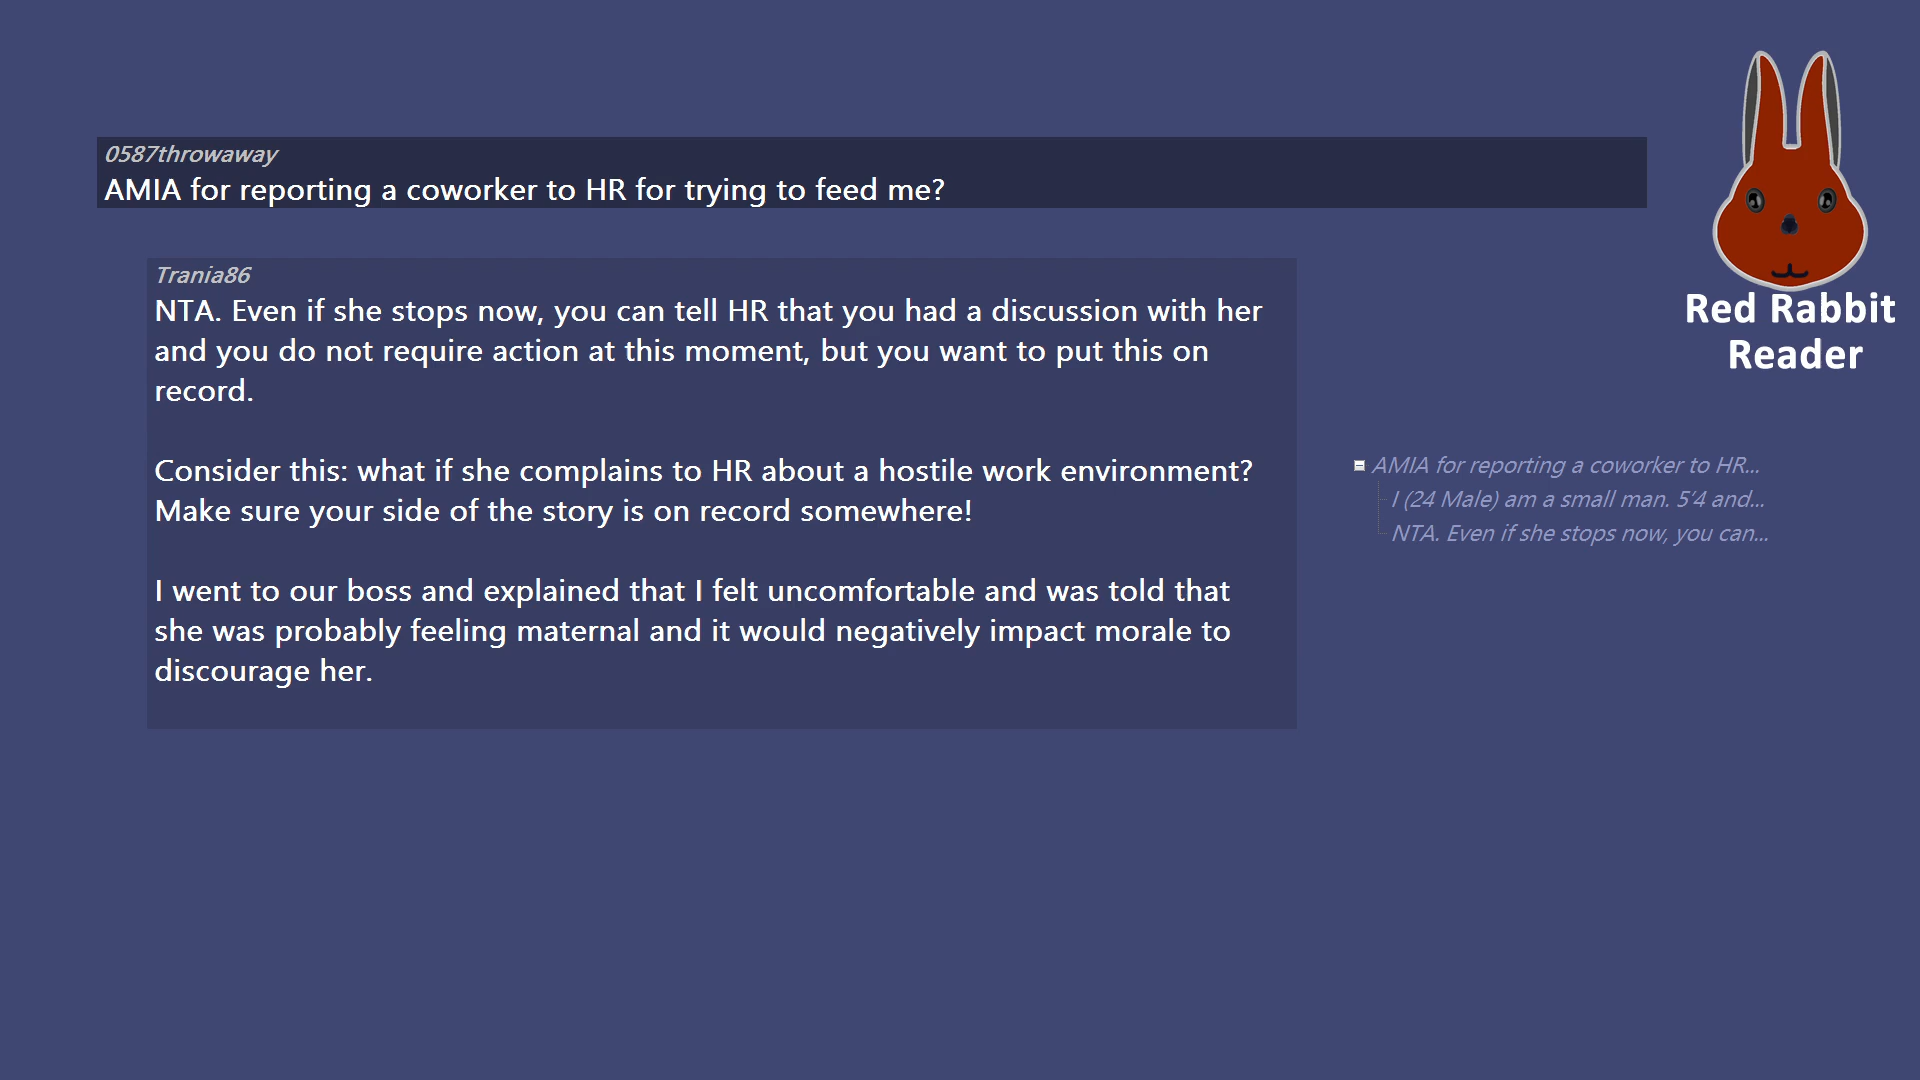 0587throwaway
AMIA for reporting a coworker to HR for trying to feed me?
Trania86
NTA. Even if she stops now, you can tell HR that you had a discussion with her
and you do not require action at this moment, but you want to put this on
record.
Consider this: what if she complains to HR about a hostile work environment?
Make sure your side of the story is on record somewhere!
I went to our boss and explained that I felt uncomfortable and was told that
she was probably feeling maternal and it would negatively impact morale to
discourage her.
Red Rabbit
Reader
AMIA for reporting a coworker to HR...
I (24 Male) am a small man. 5'4 and...
NTA. Even if she stops now, you can...